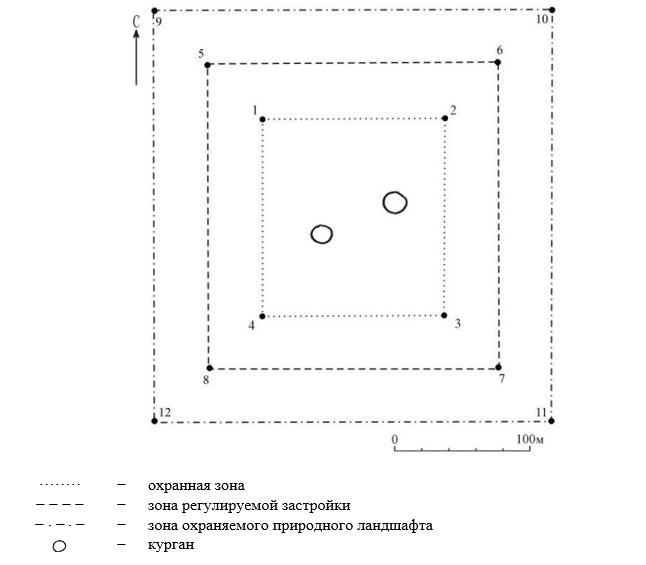 С
9
10
5
6
1
2
4
3
8
7
12
11
0 100м
– охранная зона
– зона регулируемой застройки
– зона охраняемого природного ландшафта
– курган